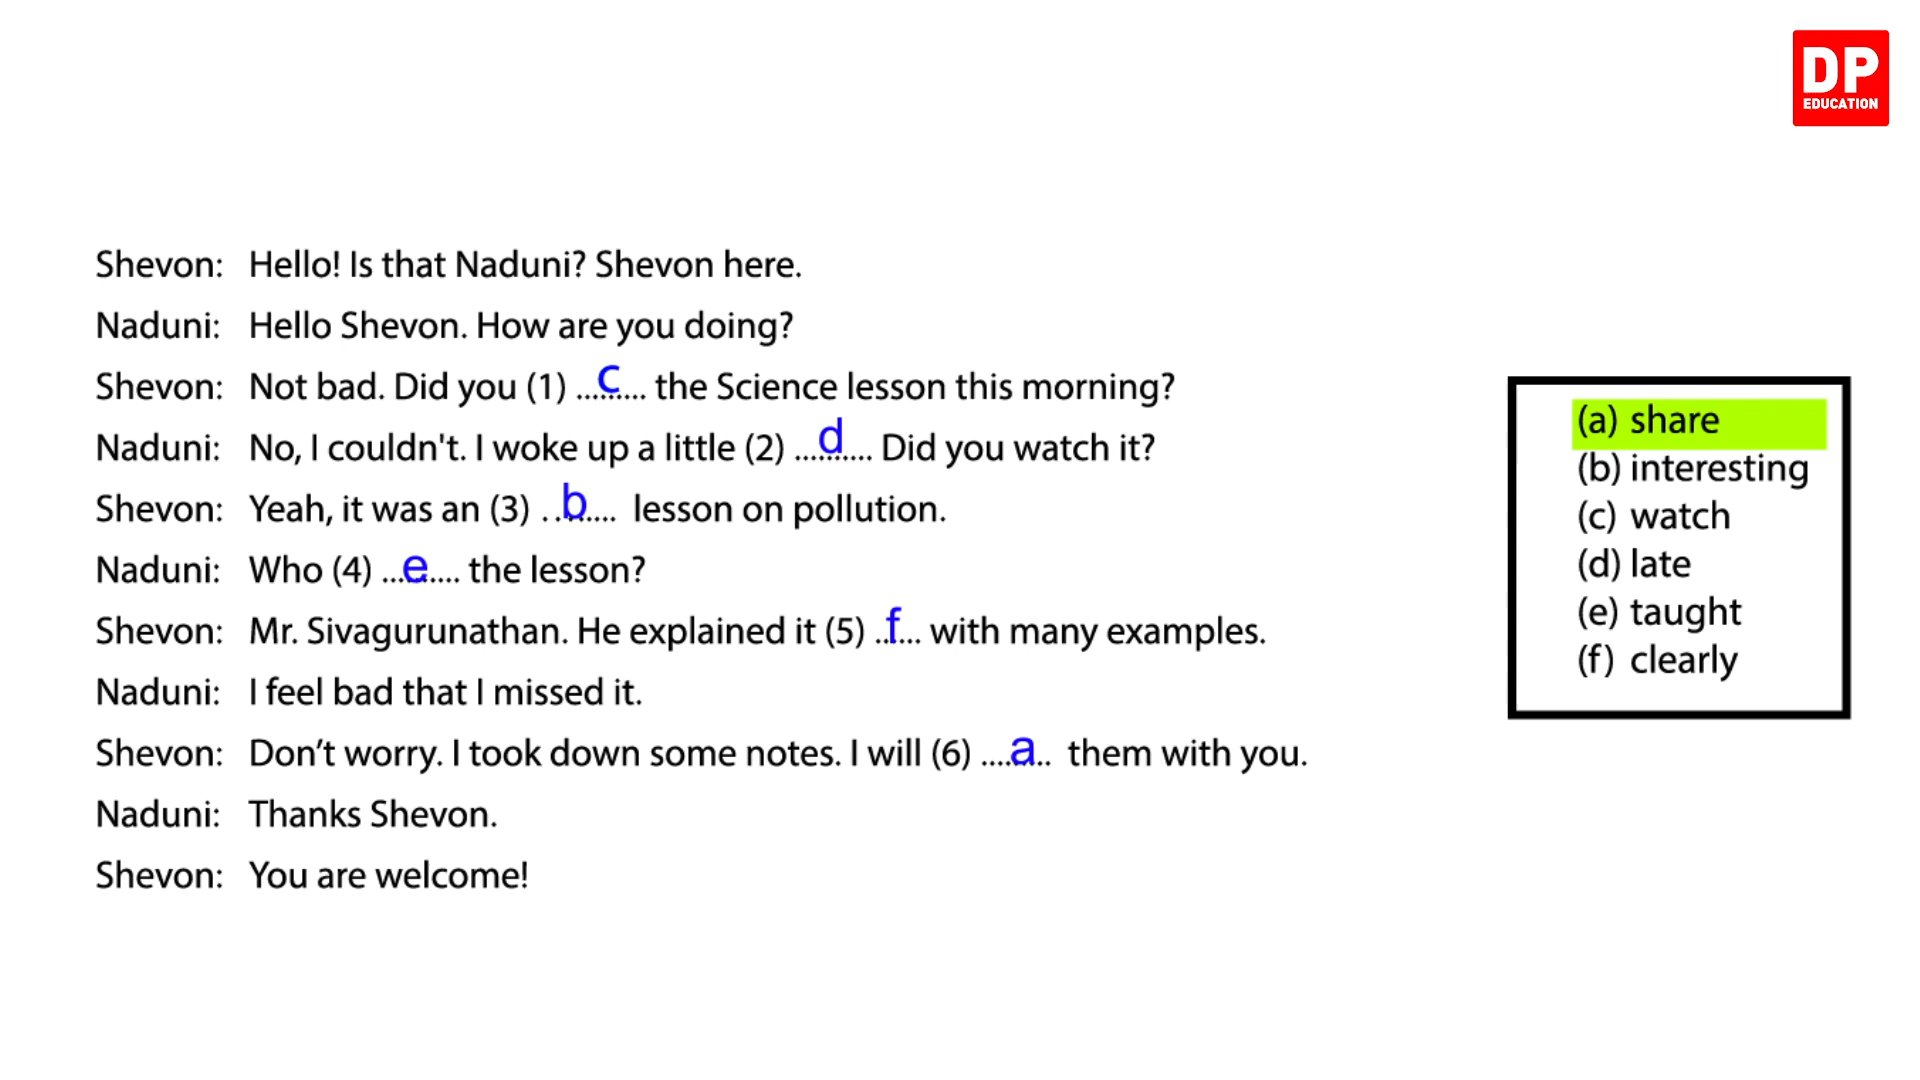 DP
EDUCATION
Shevon: Hello! Is that Naduni? Shevon here.
Naduni: Hello Shevon. How are you doing?
Shevon: Not bad. Did you (1) ...c... the Science lesson this morning?
Naduni: No, I couldn't. I woke up a little (2) ...d... Did you watch it?
Shevon: Yeah, it was an (3) ...b... lesson on pollution.
Naduni: Who (4) ...e... the lesson?
Shevon: Mr. Sivagurunathan. He explained it (5) ..f... with many examples.
Naduni: I feel bad that I missed it.
Shevon: Don’t worry. I took down some notes. I will (6) ....a.. them with you.
Naduni: Thanks Shevon.
Shevon: You are welcome!
(a) share
(b) interesting
(c) watch
(d) late
(e) taught
(f) clearly